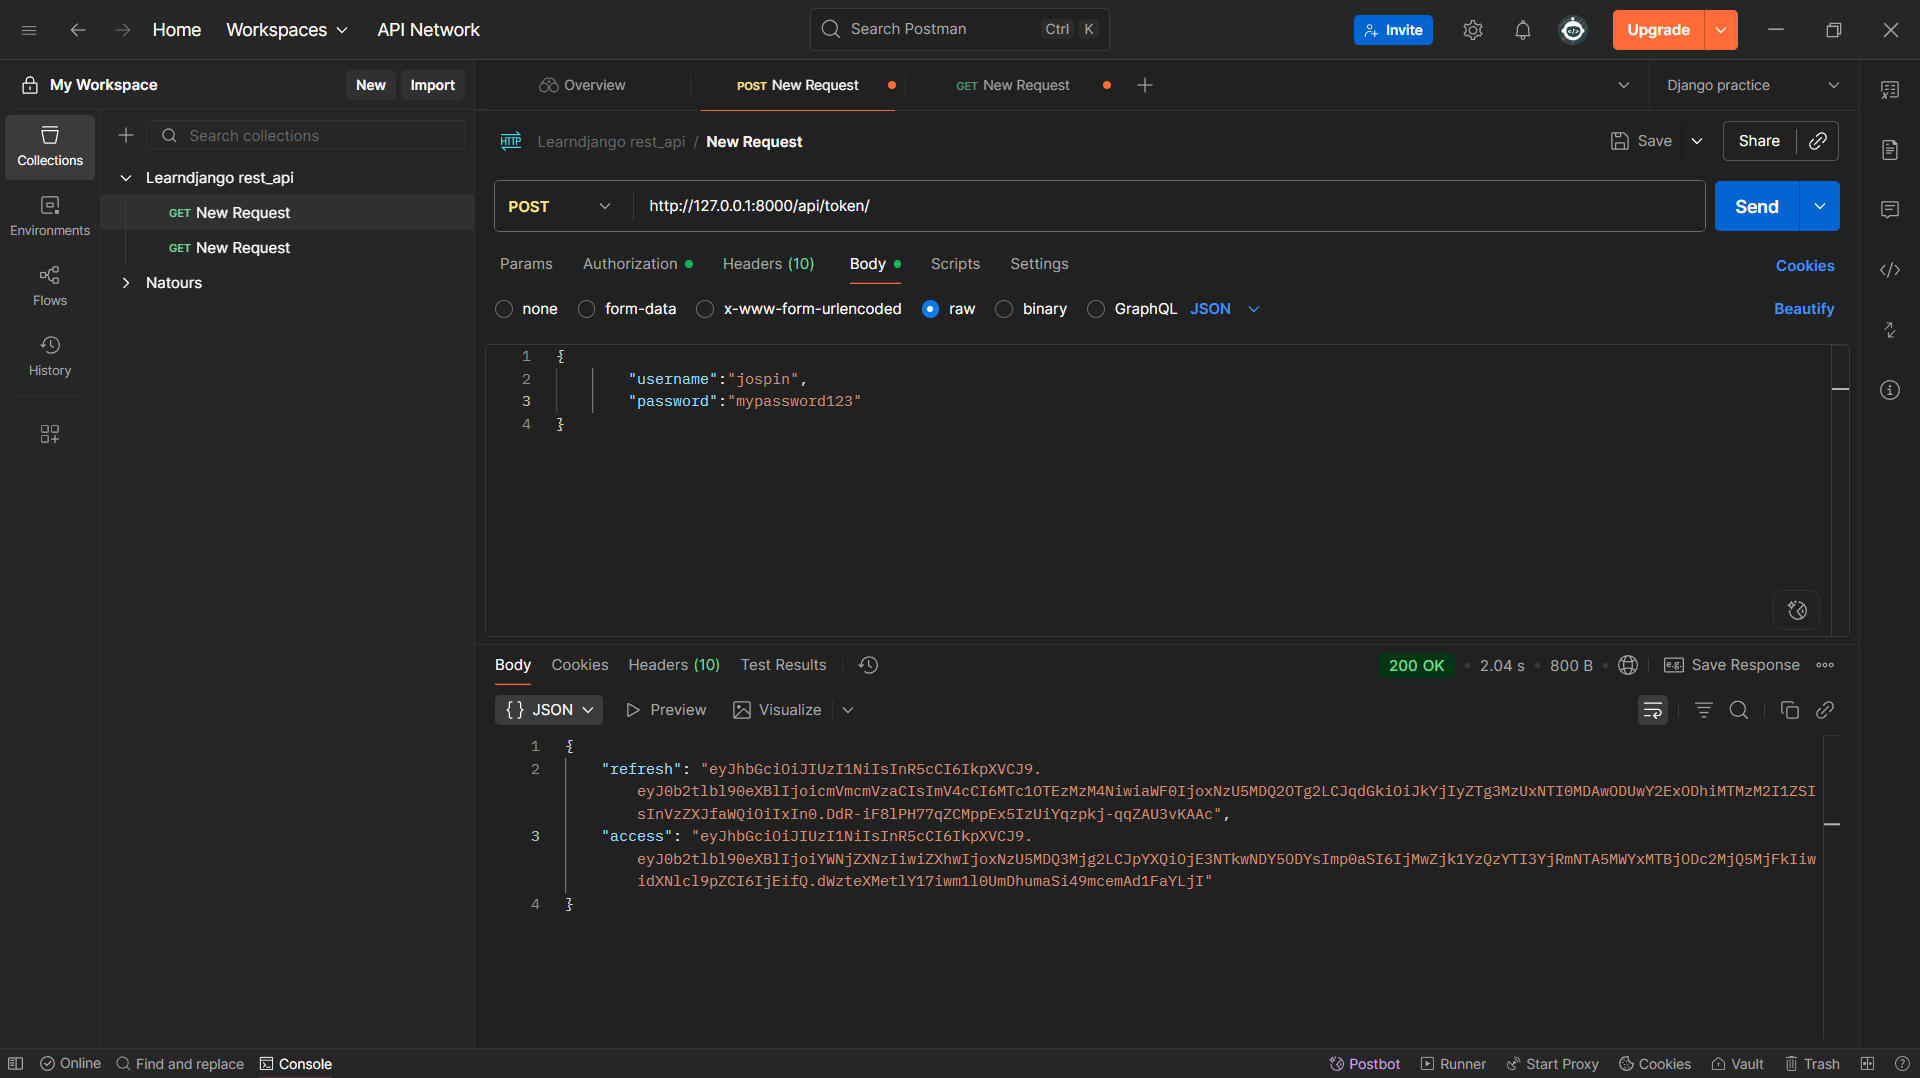 Home
Workspaces
API Network
Search Postman
Ctrl K
Invite
Upgrade
My Workspace
New
Import
Overview
POST New Request
GET New Request
Django practice
Collections
Environments
Flows
History
Search collections
Learndjango rest_api
GET New Request
GET New Request
Natours
HTTP
Learndjango rest_api / New Request
Save
Share
POST
http://127.0.0.1:8000/api/token/
Send
Params
Authorization
Headers (10)
Body
Scripts
Settings
Cookies
none
form-data
x-www-form-urlencoded
raw
binary
GraphQL
JSON
Beautify
1 {
2 "username":"jospin",
3 "password":"mypassword123"
4 }
Body
Cookies
Headers (10)
Test Results
200 OK
2.04 s
800 B
e.g.
Save Response
{} JSON
Preview
Visualize
1 {
2 "refresh": "eyJhbGciOiJIUzI1NiIsInR5cCI6IkpXVCJ9.
eyJ0b2tlbl90eXBlIjoicmVmcmVzaCIsImV4cCI6MTc1OTEzMzM4NiwiaWF0IjoxNzU5MDQ2OTg2LCJqdGkiOiJkYjIyZTg3MzUxNTI0MDAwODUwY2ExODhiMTMzM2I1ZSI
sInVzZXJfaWQiOiIxIn0.DdR-iF8lPH77qZCMppEx5IzUiYqzpkj-qqZAU3vKAAc",
3 "access": "eyJhbGciOiJIUzI1NiIsInR5cCI6IkpXVCJ9.
eyJ0b2tlbl90eXBlIjoiYWNjZXNzIiwiZXhwIjoxNzU5MDQ3Mjg2LCJpYXQiOjE3NTkwNDY5ODYsImp0aSI6IjMwZjk1YzQzYTI3YjRmNTA5MWYxMTBjODc2MjQ5MjFkIiw
idXNlcl9pZCI6IjEifQ.dWzteXMetlY17iwm1l0UmDhumaSi49mcemAd1FaYLjI"
4 }
Online
Find and replace
Console
Postbot
Runner
Start Proxy
Cookies
Vault
Trash